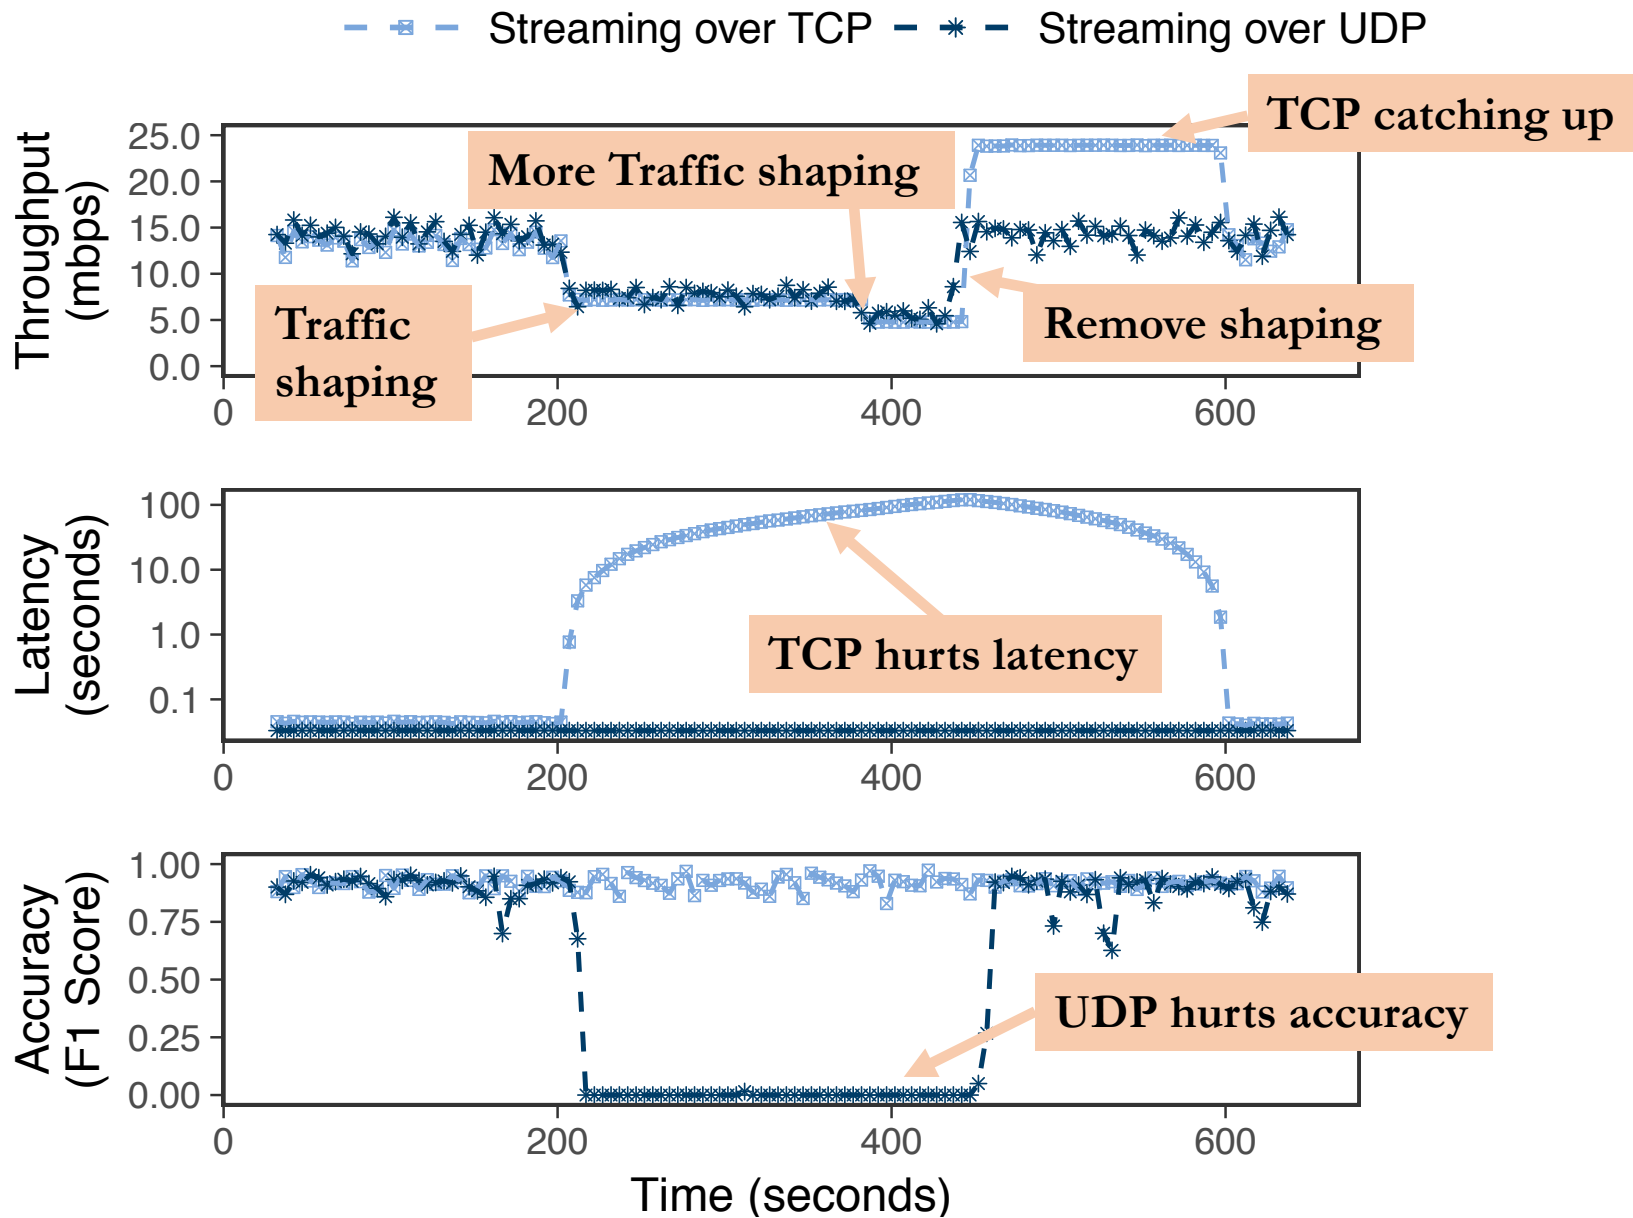 Streaming over TCP Streaming over UDP
Throughput
(mbps)
25.0
20.0
15.0
10.0
5.0
0.0
TCP catching up
More Traffic shaping
Traffic
shaping
Remove shaping
0 200 400 600
Latency
(seconds)
100
10.0
1.0
0.1
TCP hurts latency
0 200 400 600
Accuracy
(F1 Score)
1.00
0.75
0.50
0.25
0.00
UDP hurts accuracy
0 200 400 600
Time (seconds)